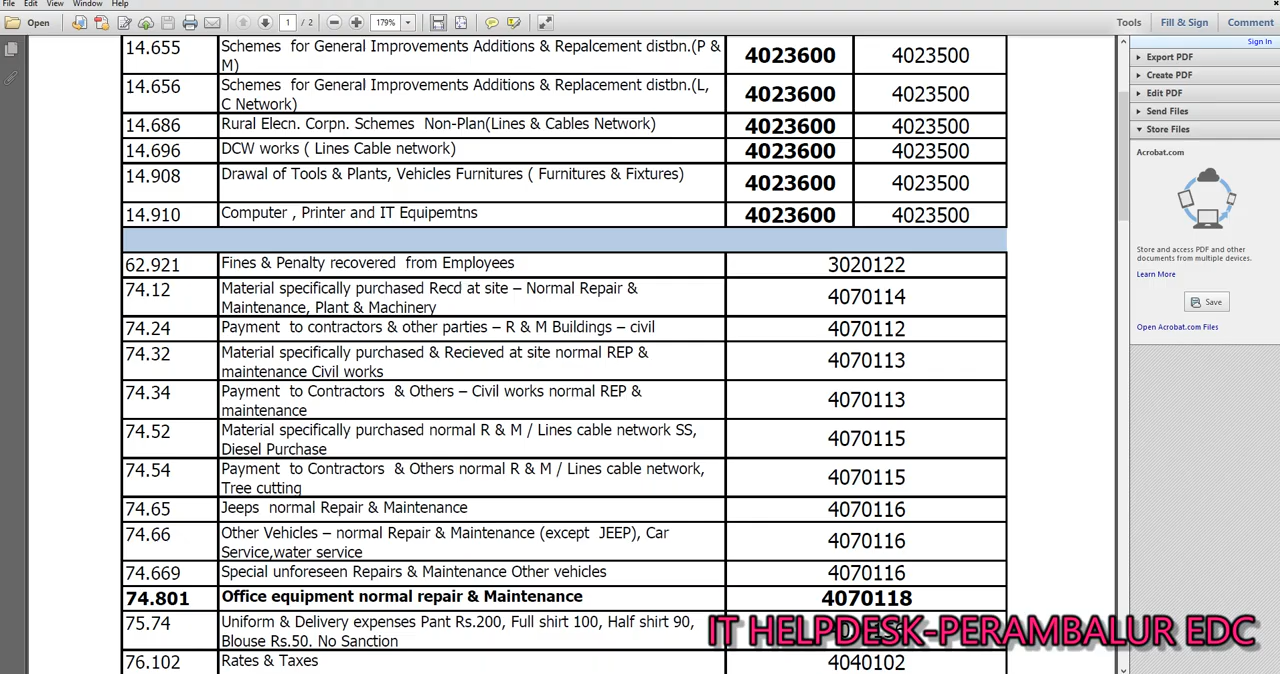 File Edit View Window Help
Open 1 / 2 179% Tools Fill & Sign Comment
Sign In
14.655 Schemes for General Improvements Additions & Repalcement distbn.(P & M) 4023600 4023500
14.656 Schemes for General Improvements Additions & Replacement distbn.(L, C Network) 4023600 4023500
14.686 Rural Elecn. Corpn. Schemes Non-Plan(Lines & Cables Network) 4023600 4023500
14.696 DCW works ( Lines Cable network) 4023600 4023500
14.908 Drawal of Tools & Plants, Vehicles Furnitures ( Furnitures & Fixtures) 4023600 4023500
14.910 Computer , Printer and IT Equipemtns 4023600 4023500
62.921 Fines & Penalty recovered from Employees 3020122
74.12 Material specifically purchased Recd at site – Normal Repair & Maintenance, Plant & Machinery 4070114
74.24 Payment to contractors & other parties – R & M Buildings – civil 4070112
74.32 Material specifically purchased & Recieved at site normal REP & maintenance Civil works 4070113
74.34 Payment to Contractors & Others – Civil works normal REP & maintenance 4070113
74.52 Material specifically purchased normal R & M / Lines cable network SS, Diesel Purchase 4070115
74.54 Payment to Contractors & Others normal R & M / Lines cable network, Tree cutting 4070115
74.65 Jeeps normal Repair & Maintenance 4070116
74.66 Other Vehicles – normal Repair & Maintenance (except JEEP), Car Service,water service 4070116
74.669 Special unforeseen Repairs & Maintenance Other vehicles 4070116
74.801 Office equipment normal repair & Maintenance 4070118
75.74 Uniform & Delivery expenses Pant Rs.200, Full shirt 100, Half shirt 90, Blouse Rs.50. No Sanction
76.102 Rates & Taxes 4040102
IT HELPDESK-PERAMBALUR EDC
Export PDF
Create PDF
Edit PDF
Send Files
Store Files
Acrobat.com
Store and access PDF and other
documents from multiple devices.
Learn More
Save
Open Acrobat.com Files